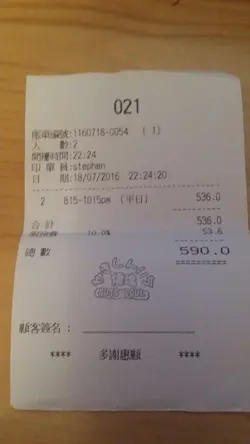 021
賬單編號:1160718-0054 ( 1)
人 數:2
開檯時間:22:24
印單員:stephen
日 期:18/07/2016 22:24:20
2 815-1015pm (平日) 536.0
合計 536.0
10.0% 53.6
總數 590.0
顧客簽名:
**** 多謝惠顧 ****